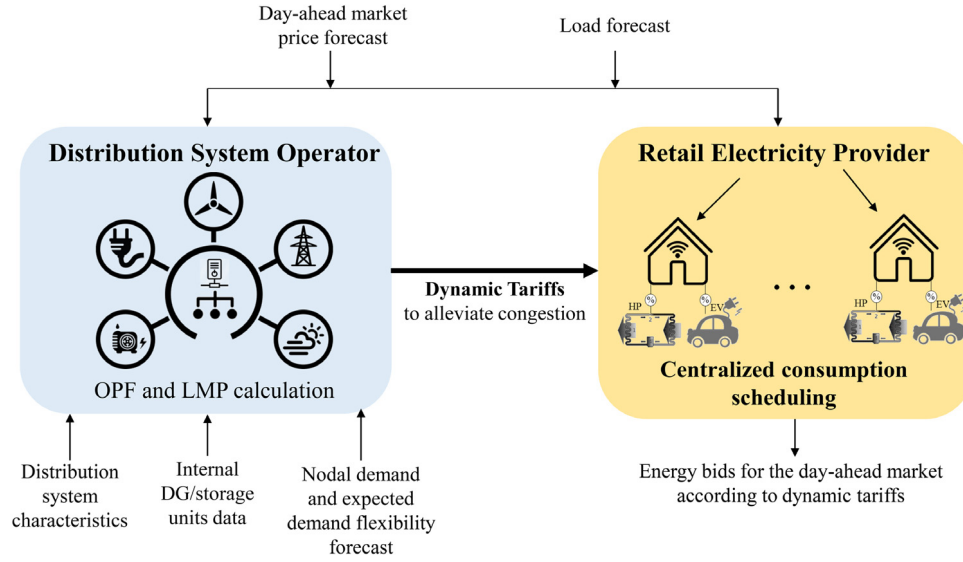 Day-ahead market
price forecast
Load forecast
Distribution System Operator
OPF and LMP calculation
Dynamic Tariffs
to alleviate congestion
Retail Electricity Provider
HP
%
EV
%
...
HP
%
EV
%
Centralized consumption
scheduling
Distribution
system
characteristics
Internal
DG/storage
units data
Nodal demand
and expected
demand flexibility
forecast
Energy bids for the day-ahead market
according to dynamic tariffs